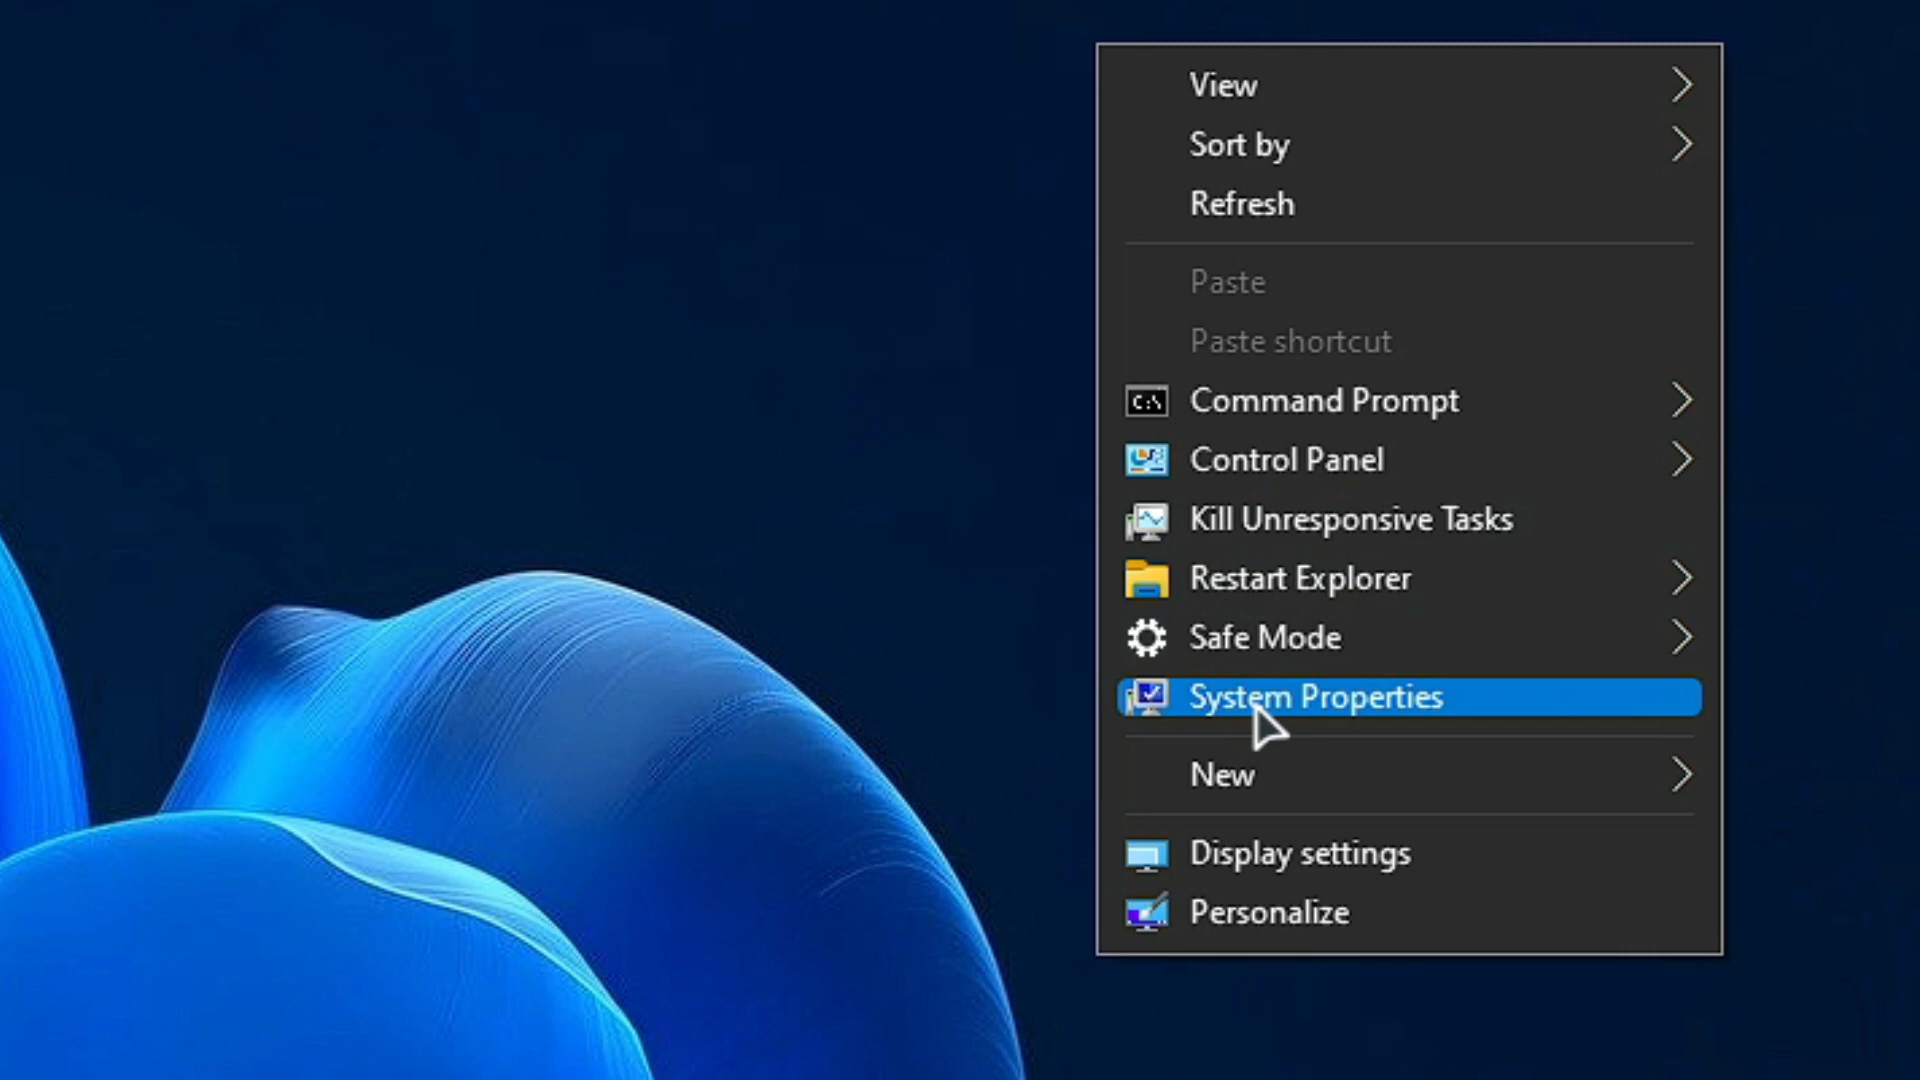 View
Sort by
Refresh
Paste
Paste shortcut
C:\
Command Prompt
Control Panel
Kill Unresponsive Tasks
Restart Explorer
Safe Mode
System Properties
New
Display settings
Personalize